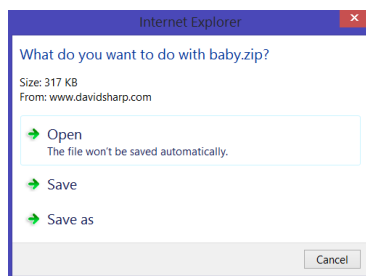 Internet Explorer
What do you want to do with baby.zip?
Size: 317 KB
From: www.davidsharp.com
Open
The file won't be saved automatically.
Save
Save as
Cancel